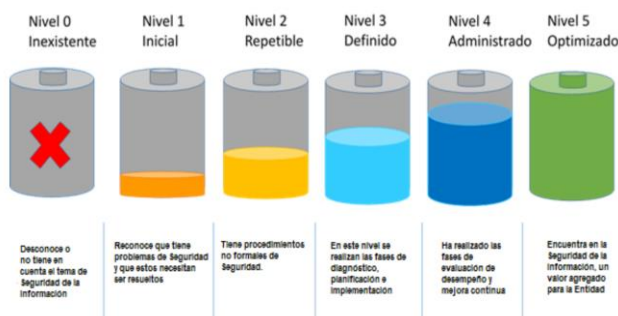 Nivel 0
Inexistente
Nivel 1
Inicial
Nivel 2
Repetible
Nivel 3
Definido
Nivel 4
Administrado
Nivel 5
Optimizado
Desconoce o
no tiene en
cuenta el tema de
Seguridad de la
Información
Reconoce que tiene
problemas de Seguridad
y que estos necesitan
ser resueltos
Tiene procedimientos
no formales de
Seguridad.
En este nivel se
realizan las fases de
diagnóstico,
planificación e
implementación
Ha realizado las
fases de
evaluación de
desempeño y
mejora continua
Encuentra en la
Seguridad de la
Información, un
valor agregado
para la Entidad